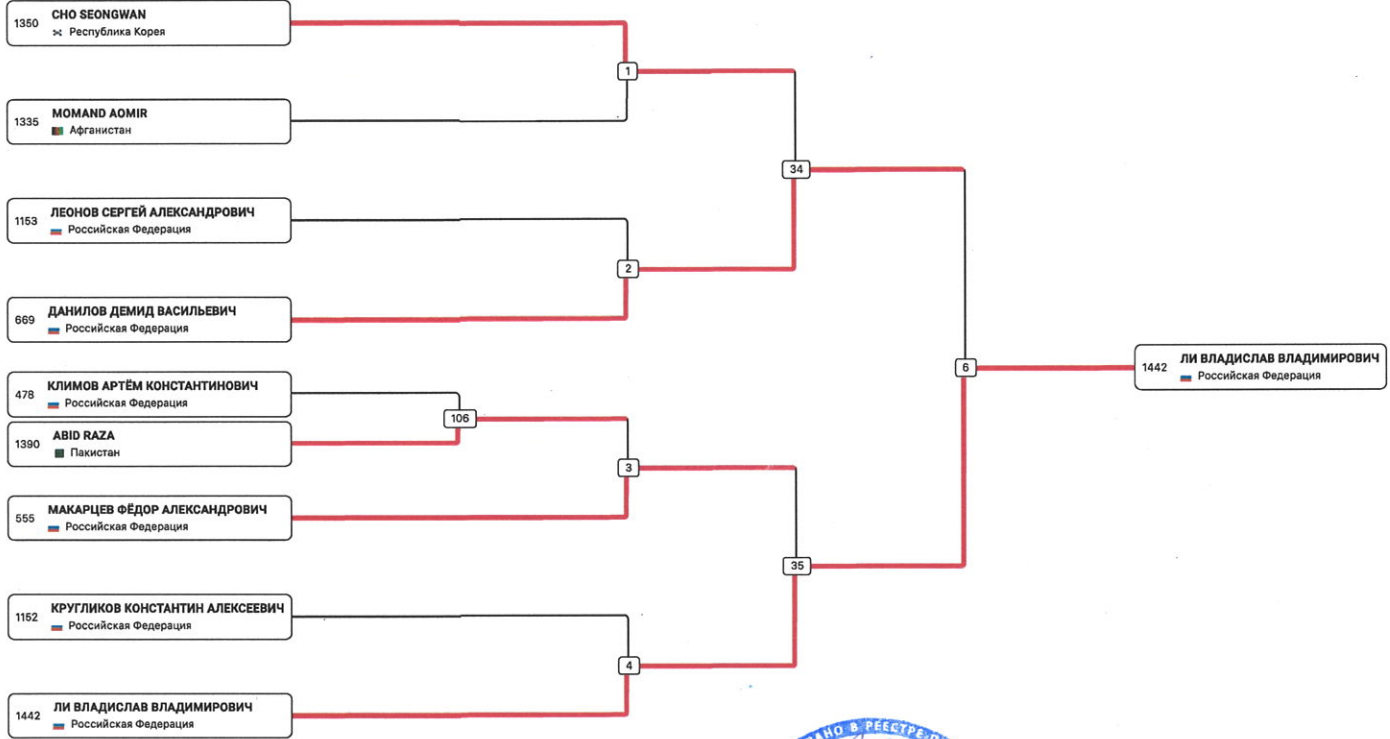 1350 CHO SEONGWAN
Республика Корея
1
1335 MOMAND AOMIR
Афганистан
34
1153 ЛЕОНОВ СЕРГЕЙ АЛЕКСАНДРОВИЧ
Российская Федерация
2
669 ДАНИЛОВ ДЕМИД ВАСИЛЬЕВИЧ
Российская Федерация
6
1442 ЛИ ВЛАДИСЛАВ ВЛАДИМИРОВИЧ
Российская Федерация
478 КЛИМОВ АРТЁМ КОНСТАНТИНОВИЧ
Российская Федерация
106
1390 ABID RAZA
Пакистан
3
555 МАКАРЦЕВ ФЁДОР АЛЕКСАНДРОВИЧ
Российская Федерация
35
1152 КРУГЛИКОВ КОНСТАНТИН АЛЕКСЕЕВИЧ
Российская Федерация
4
1442 ЛИ ВЛАДИСЛАВ ВЛАДИМИРОВИЧ
Российская Федерация
В РЕЕСТРЕ